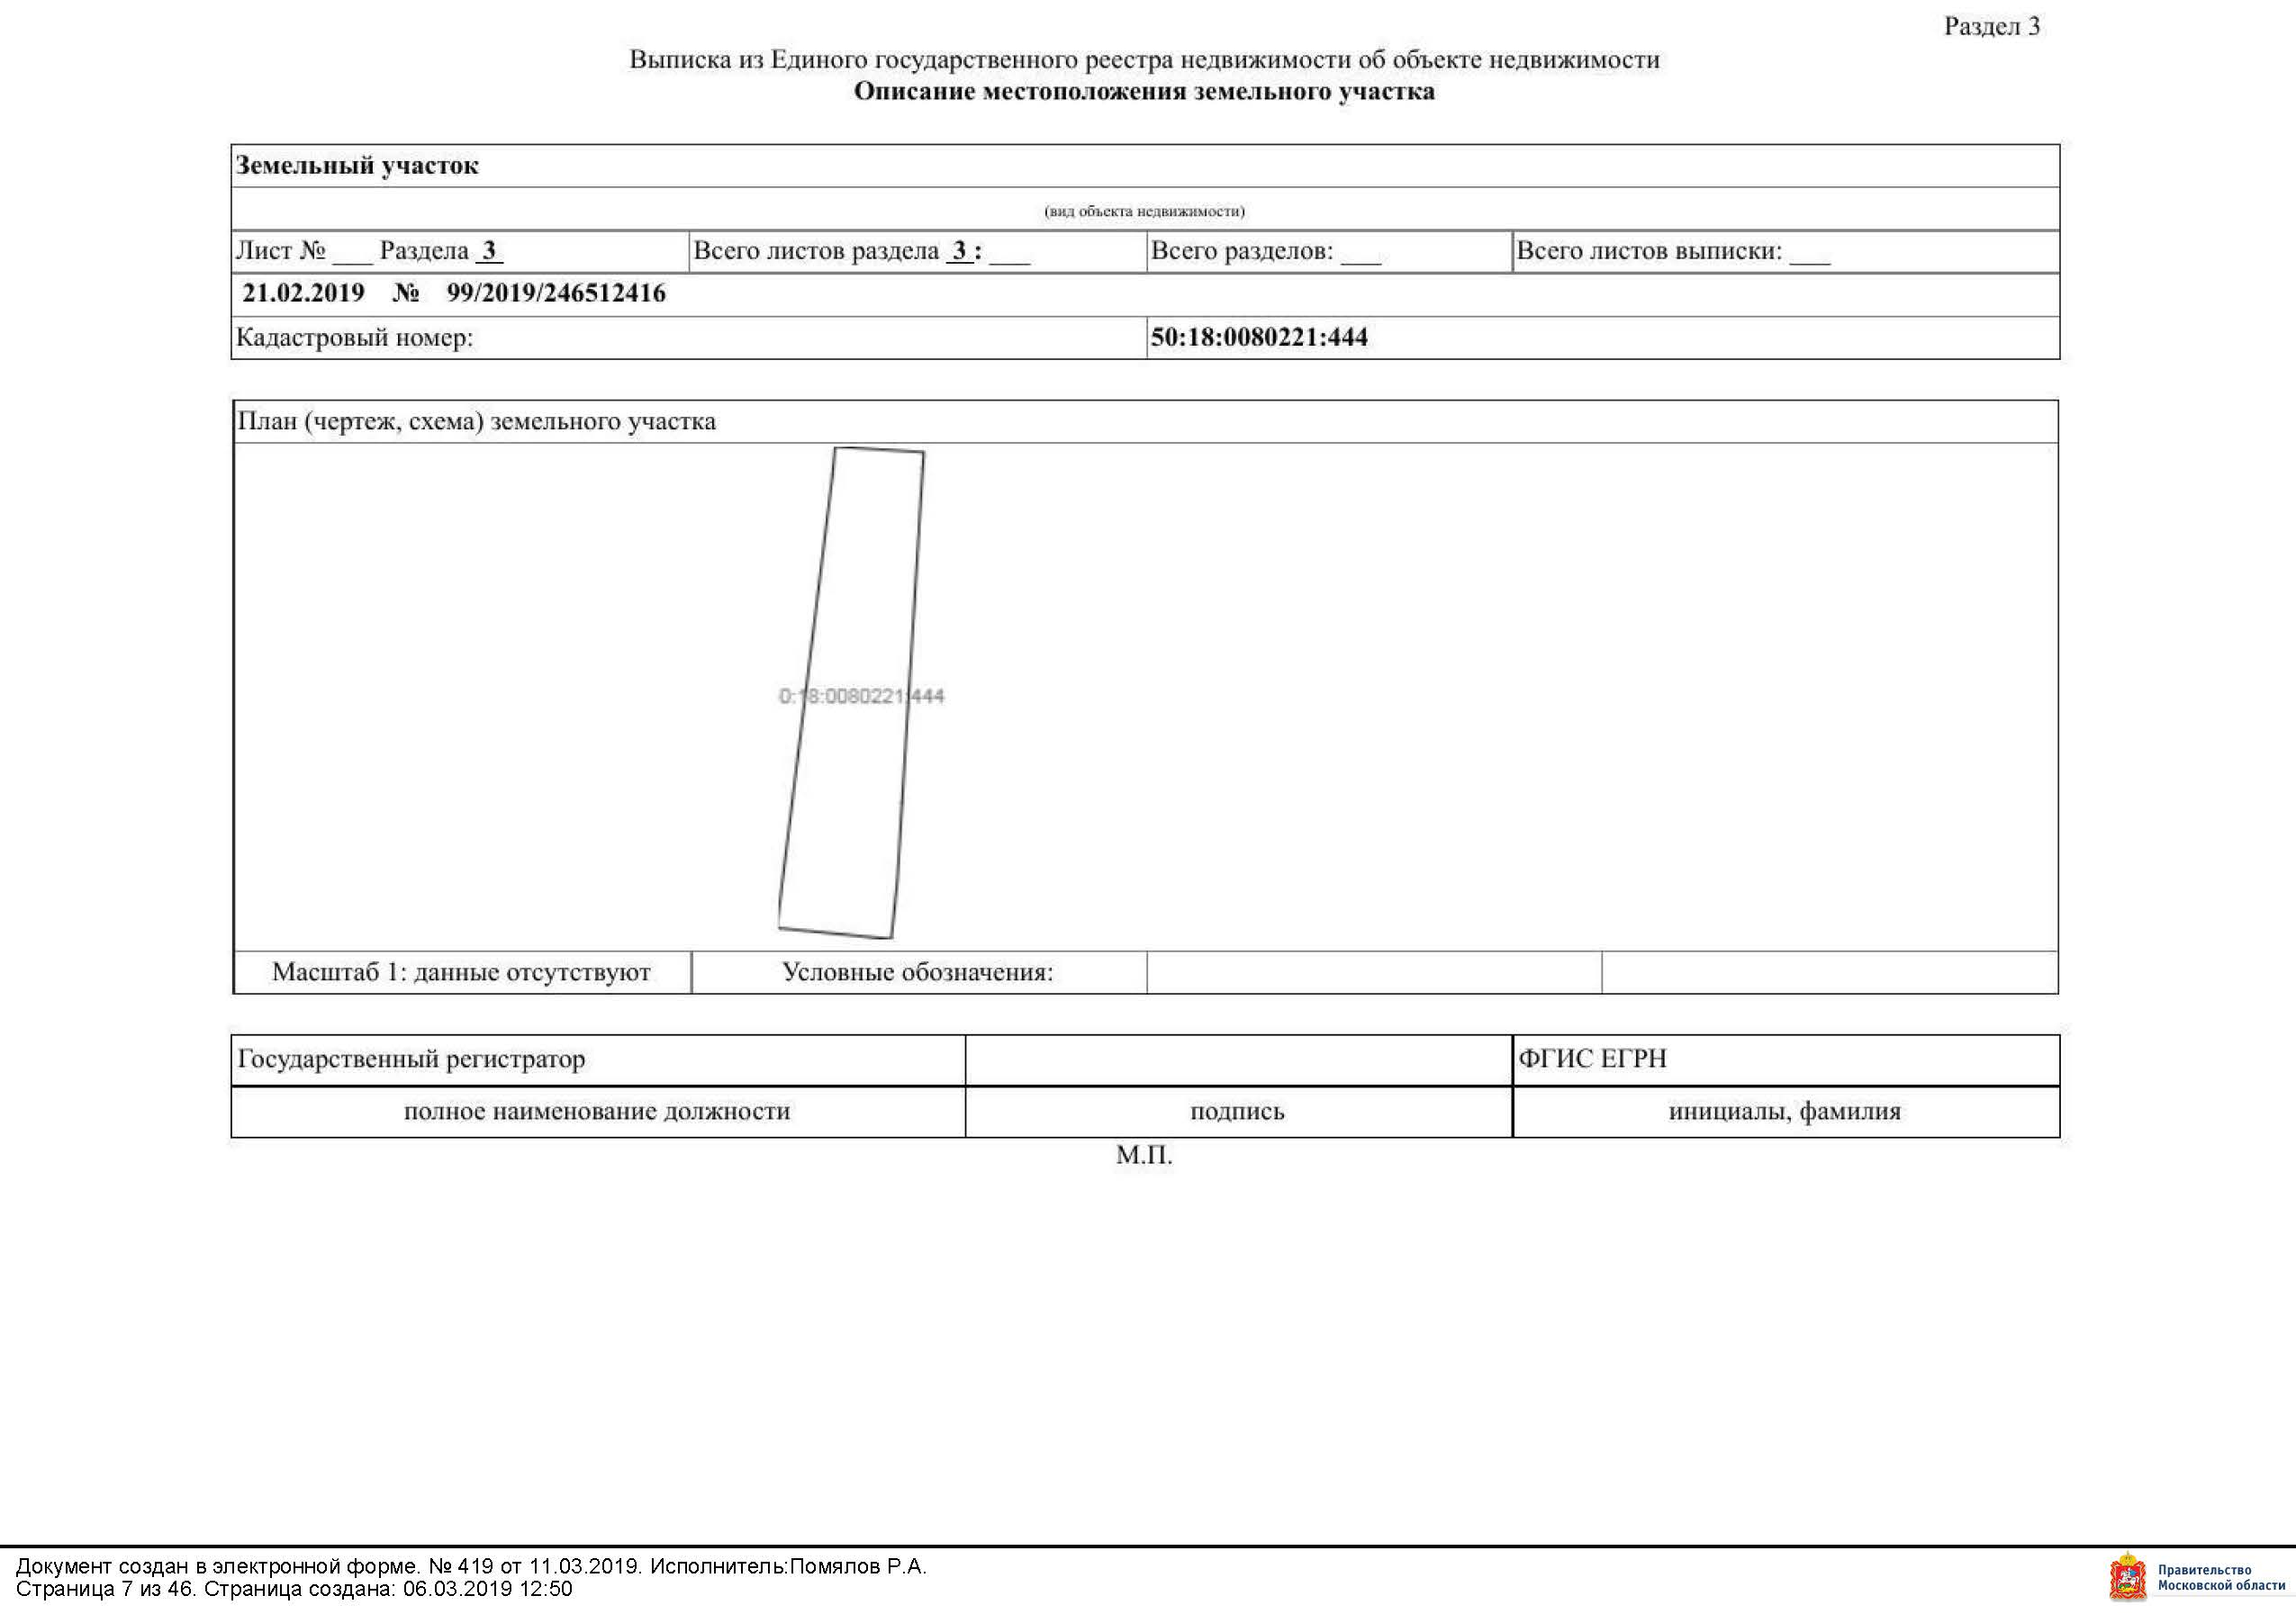 Раздел 3
Выписка из Единого государственного реестра недвижимости об объекте недвижимости
Описание местоположения земельного участка
Земельный участок
(вид объекта недвижимости)
Лист № ___ Раздела 3 Всего листов раздела 3 : ___ Всего разделов: ___ Всего листов выписки: ___
21.02.2019 № 99/2019/246512416
Кадастровый номер: 50:18:0080221:444
План (чертеж, схема) земельного участка
0:18:0080221:444
Масштаб 1: данные отсутствуют Условные обозначения:
Государственный регистратор ФГИС ЕГРН
полное наименование должности подпись инициалы, фамилия
М.П.
Документ создан в электронной форме. № 419 от 11.03.2019. Исполнитель:Помялов Р.А.
Страница 7 из 46. Страница создана: 06.03.2019 12:50
Правительство
Московской области